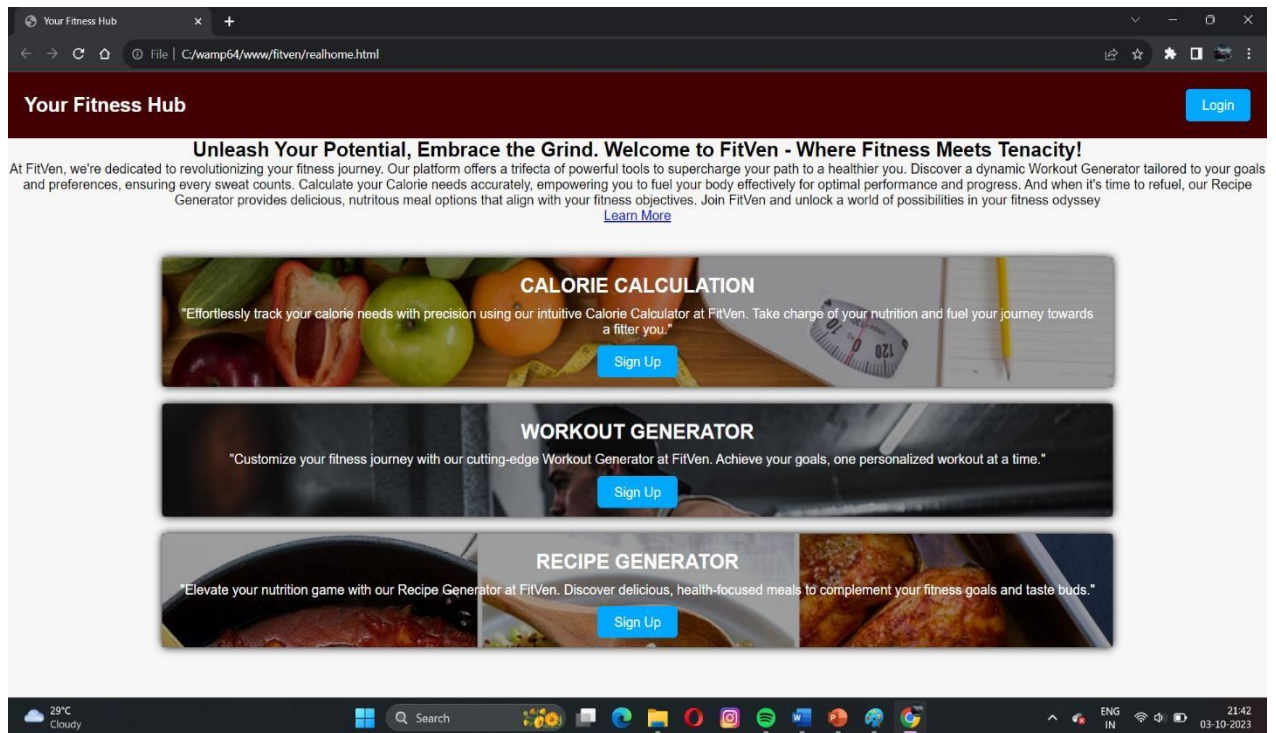 Your Fitness Hub
File | C:/wamp64/www/fitven/realhome.html
Your Fitness Hub
Login
Unleash Your Potential, Embrace the Grind. Welcome to FitVen - Where Fitness Meets Tenacity!
At FitVen, we're dedicated to revolutionizing your fitness journey. Our platform offers a trifecta of powerful tools to supercharge your path to a healthier you. Discover a dynamic Workout Generator tailored to your goals
and preferences, ensuring every sweat counts. Calculate your Calorie needs accurately, empowering you to fuel your body effectively for optimal performance and progress. And when it's time to refuel, our Recipe
Generator provides delicious, nutritous meal options that align with your fitness objectives. Join FitVen and unlock a world of possibilities in your fitness odyssey
Learn More
CALORIE CALCULATION
"Effortlessly track your calorie needs with precision using our intuitive Calorie Calculator at FitVen. Take charge of your nutrition and fuel your journey towards
a fitter you."
Sign Up
WORKOUT GENERATOR
"Customize your fitness journey with our cutting-edge Workout Generator at FitVen. Achieve your goals, one personalized workout at a time."
Sign Up
RECIPE GENERATOR
"Elevate your nutrition game with our Recipe Generator at FitVen. Discover delicious, health-focused meals to complement your fitness goals and taste buds."
Sign Up
29°C
Cloudy
Search
ENG
IN
21:42
03-10-2023